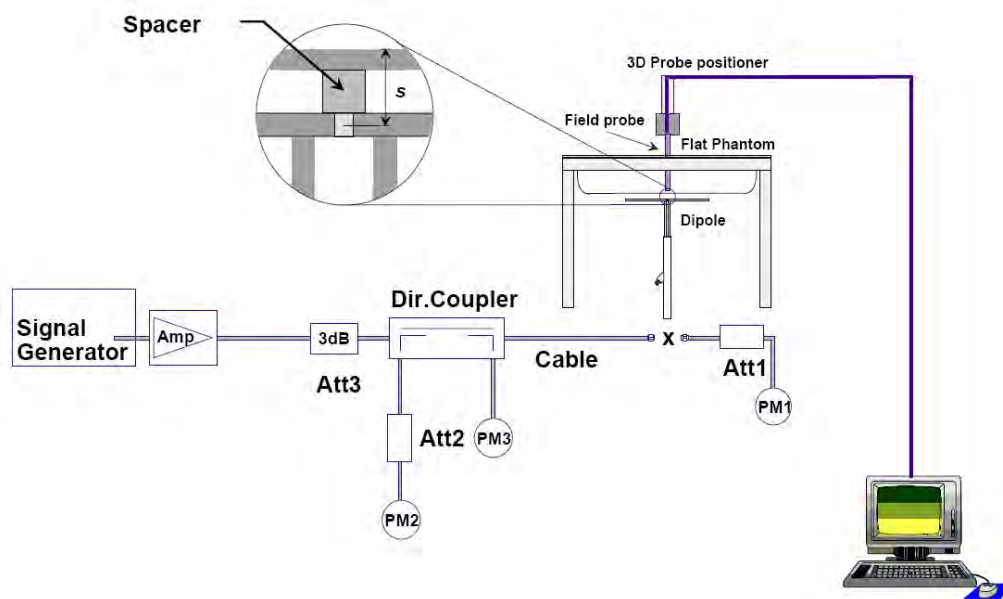 Spacer
s
3D Probe positioner
Field probe
Flat Phantom
Dipole
Signal
Generator
Amp
3dB
Att3
Dir.Coupler
Cable
X
Att1
PM1
Att2
PM3
PM2